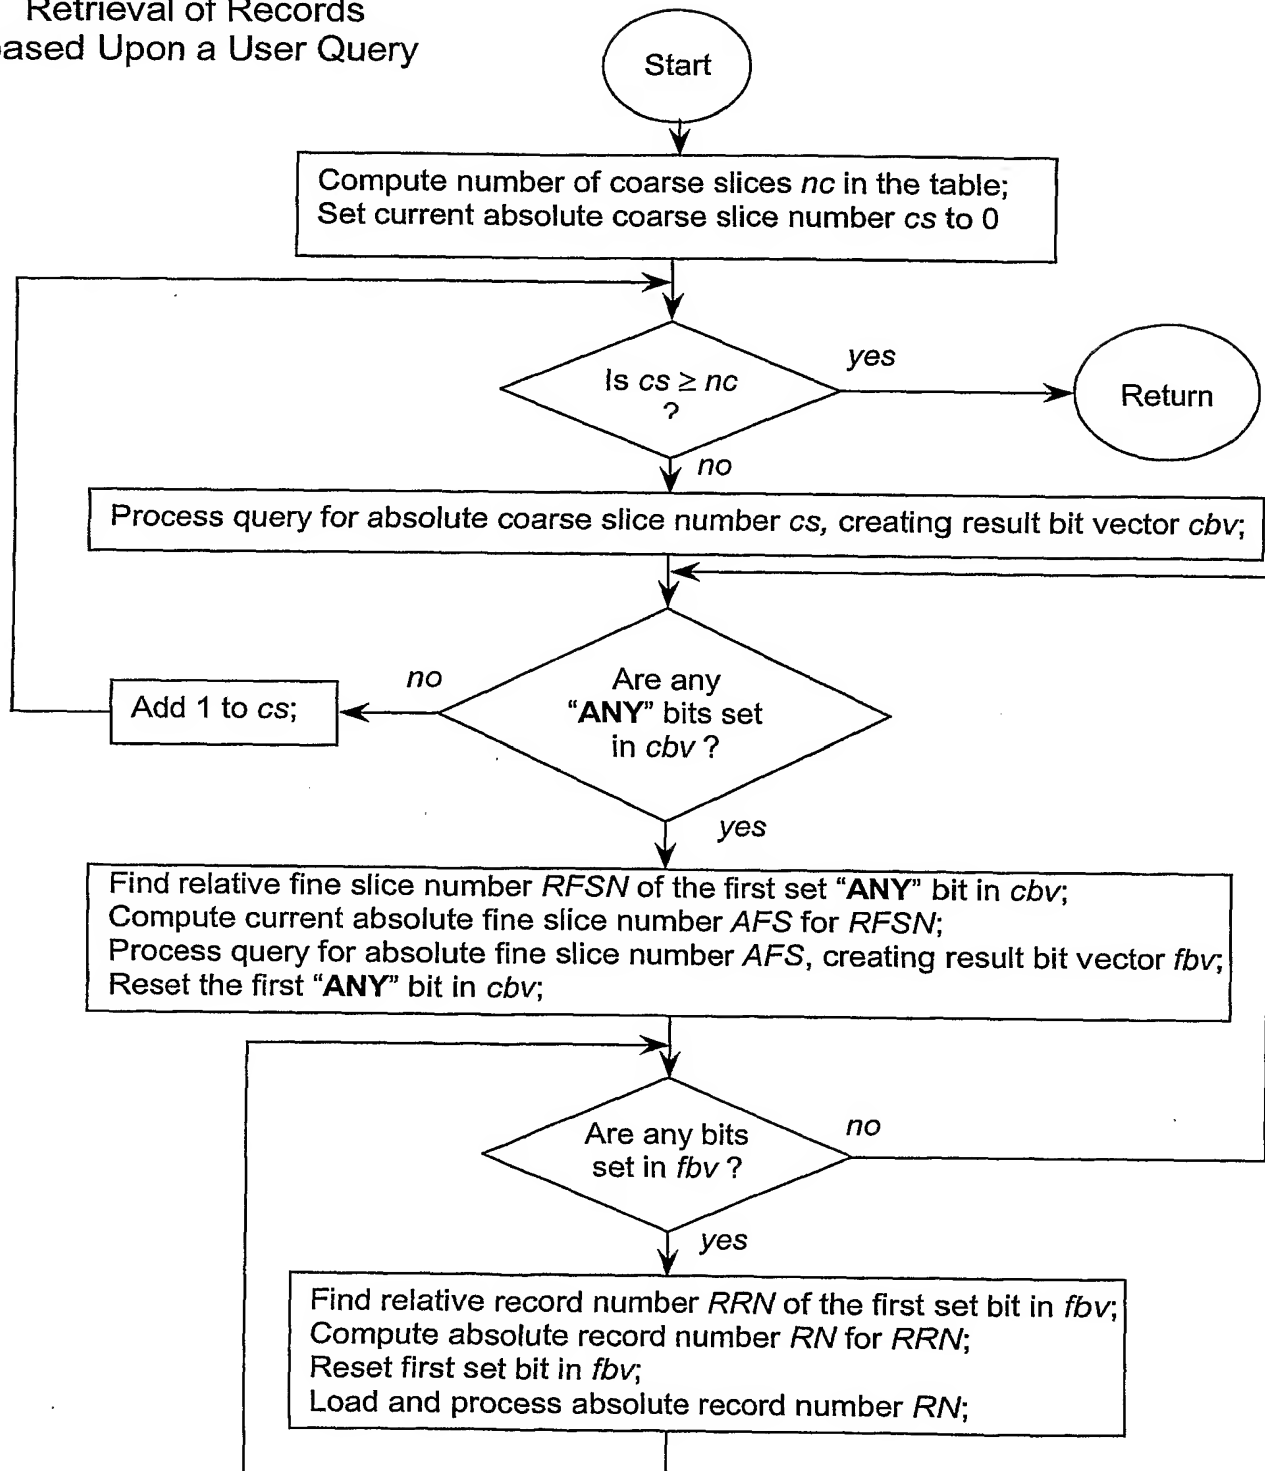 Retrieval of Records
ased Upon a User Query
Start
Compute number of coarse slices nc in the table;
Set current absolute coarse slice number cs to 0
Is cs ≥ nc
?
yes
Return
no
Process query for absolute coarse slice number cs, creating result bit vector cbv;
Are any
“ANY” bits set
in cbv ?
no
Add 1 to cs;
yes
Find relative fine slice number RFSN of the first set “ANY” bit in cbv;
Compute current absolute fine slice number AFS for RFSN;
Process query for absolute fine slice number AFS, creating result bit vector fbv;
Reset the first “ANY” bit in cbv;
Are any bits
set in fbv ?
no
yes
Find relative record number RRN of the first set bit in fbv;
Compute absolute record number RN for RRN;
Reset first set bit in fbv;
Load and process absolute record number RN;